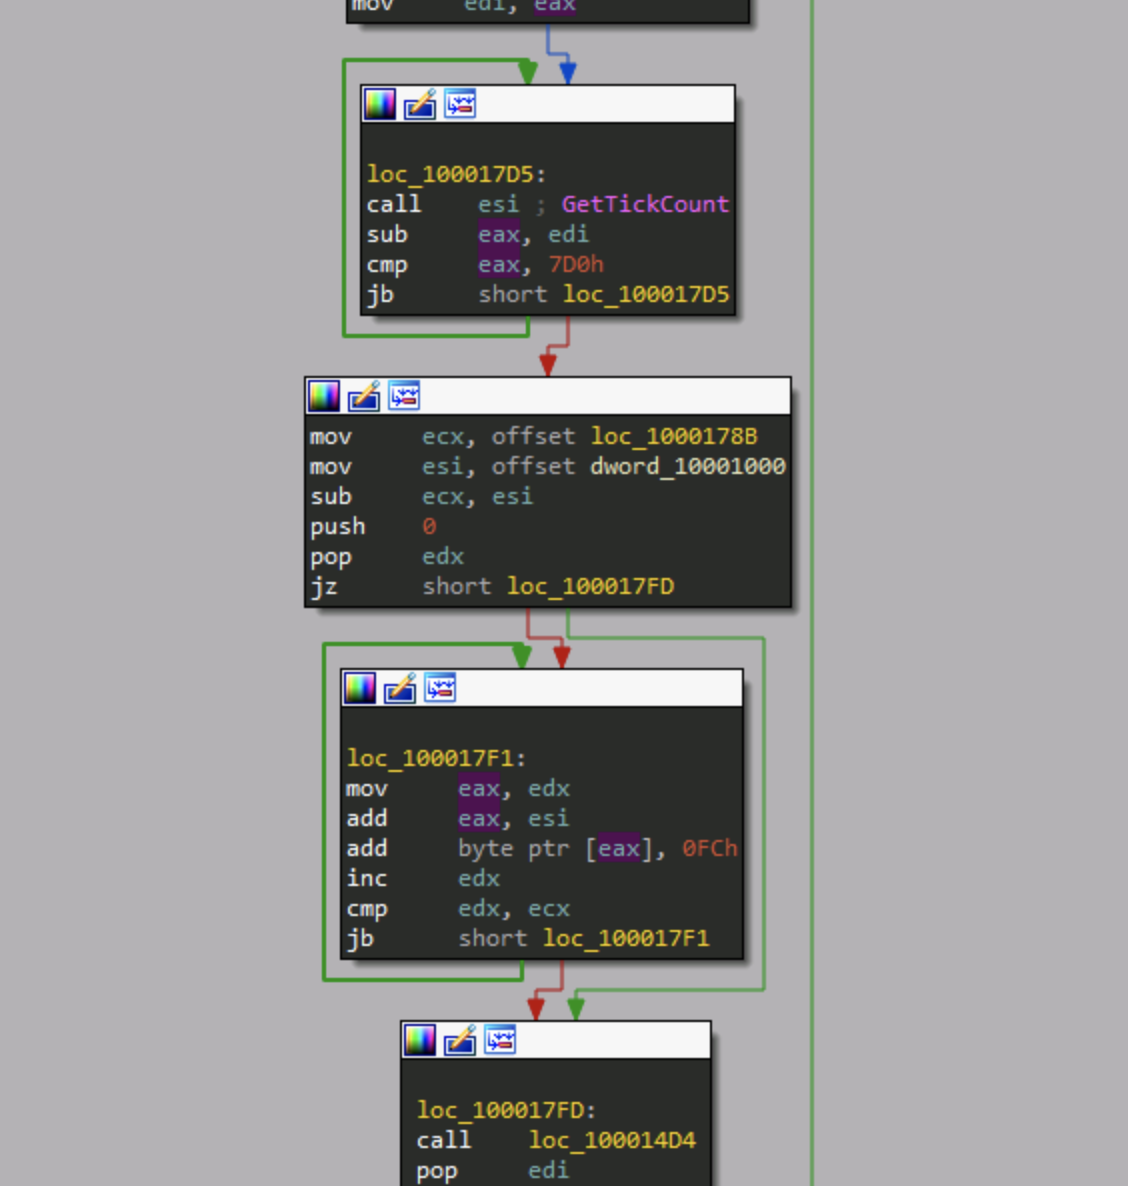 mov edi, eax
loc_100017D5:
call esi ; GetTickCount
sub eax, edi
cmp eax, 7D0h
jb short loc_100017D5
mov ecx, offset loc_1000178B
mov esi, offset dword_10001000
sub ecx, esi
push 0
pop edx
jz short loc_100017FD
loc_100017F1:
mov eax, edx
add eax, esi
add byte ptr [eax], 0FCh
inc edx
cmp edx, ecx
jb short loc_100017F1
loc_100017FD:
call loc_100014D4
pop edi